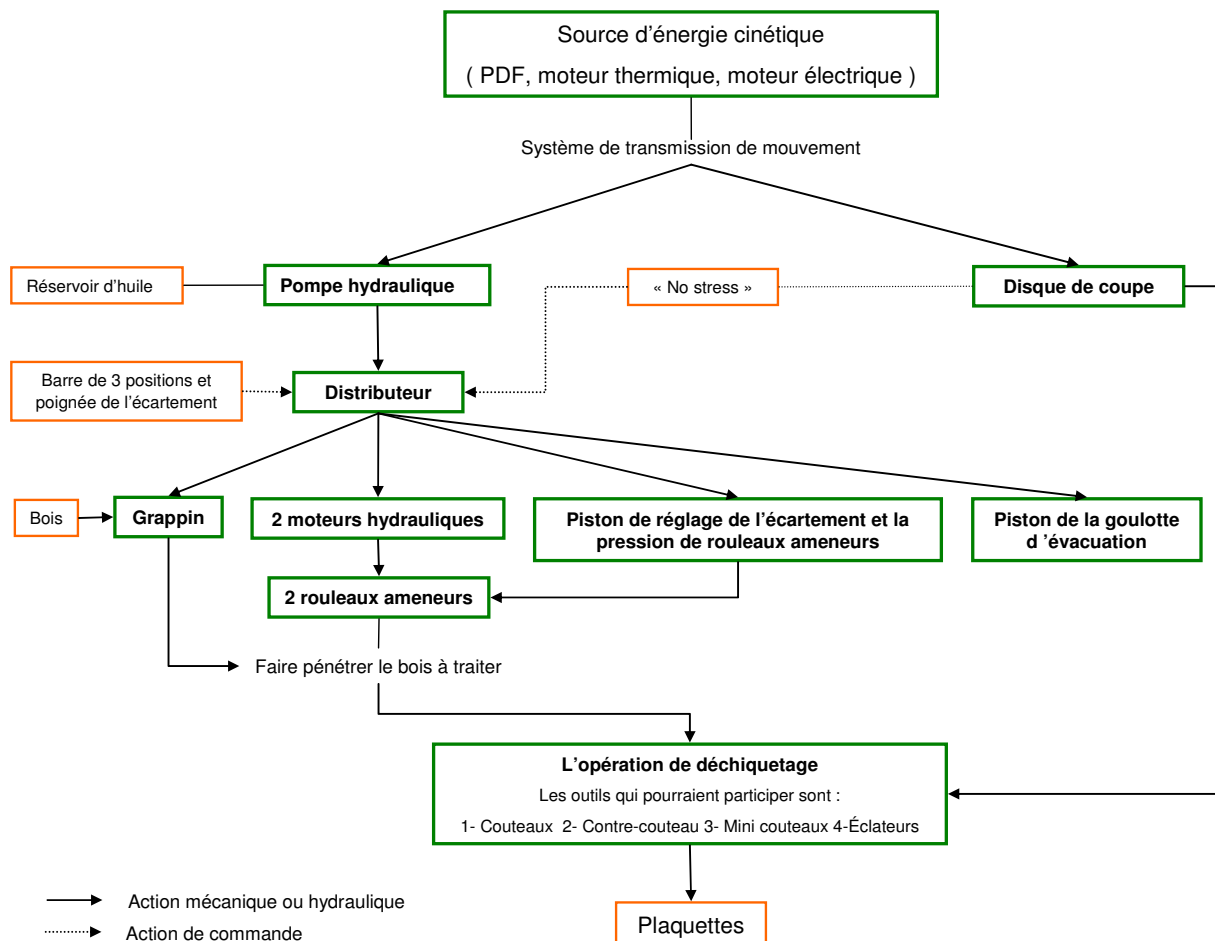 Source d'énergie cinétique
( PDF, moteur thermique, moteur électrique )
Système de transmission de mouvement
Réservoir d'huile
Pompe hydraulique
« No stress »
Disque de coupe
Barre de 3 positions et
poignée de l'écartement
Distributeur
Bois
Grappin
2 moteurs hydrauliques
Piston de réglage de l'écartement et la
pression de rouleaux ameneurs
Piston de la goulotte
d 'évacuation
2 rouleaux ameneurs
Faire pénétrer le bois à traiter
L'opération de déchiquetage
Les outils qui pourraient participer sont :
1- Couteaux 2- Contre-couteau 3- Mini couteaux 4-Éclateurs
Action mécanique ou hydraulique
Action de commande
Plaquettes